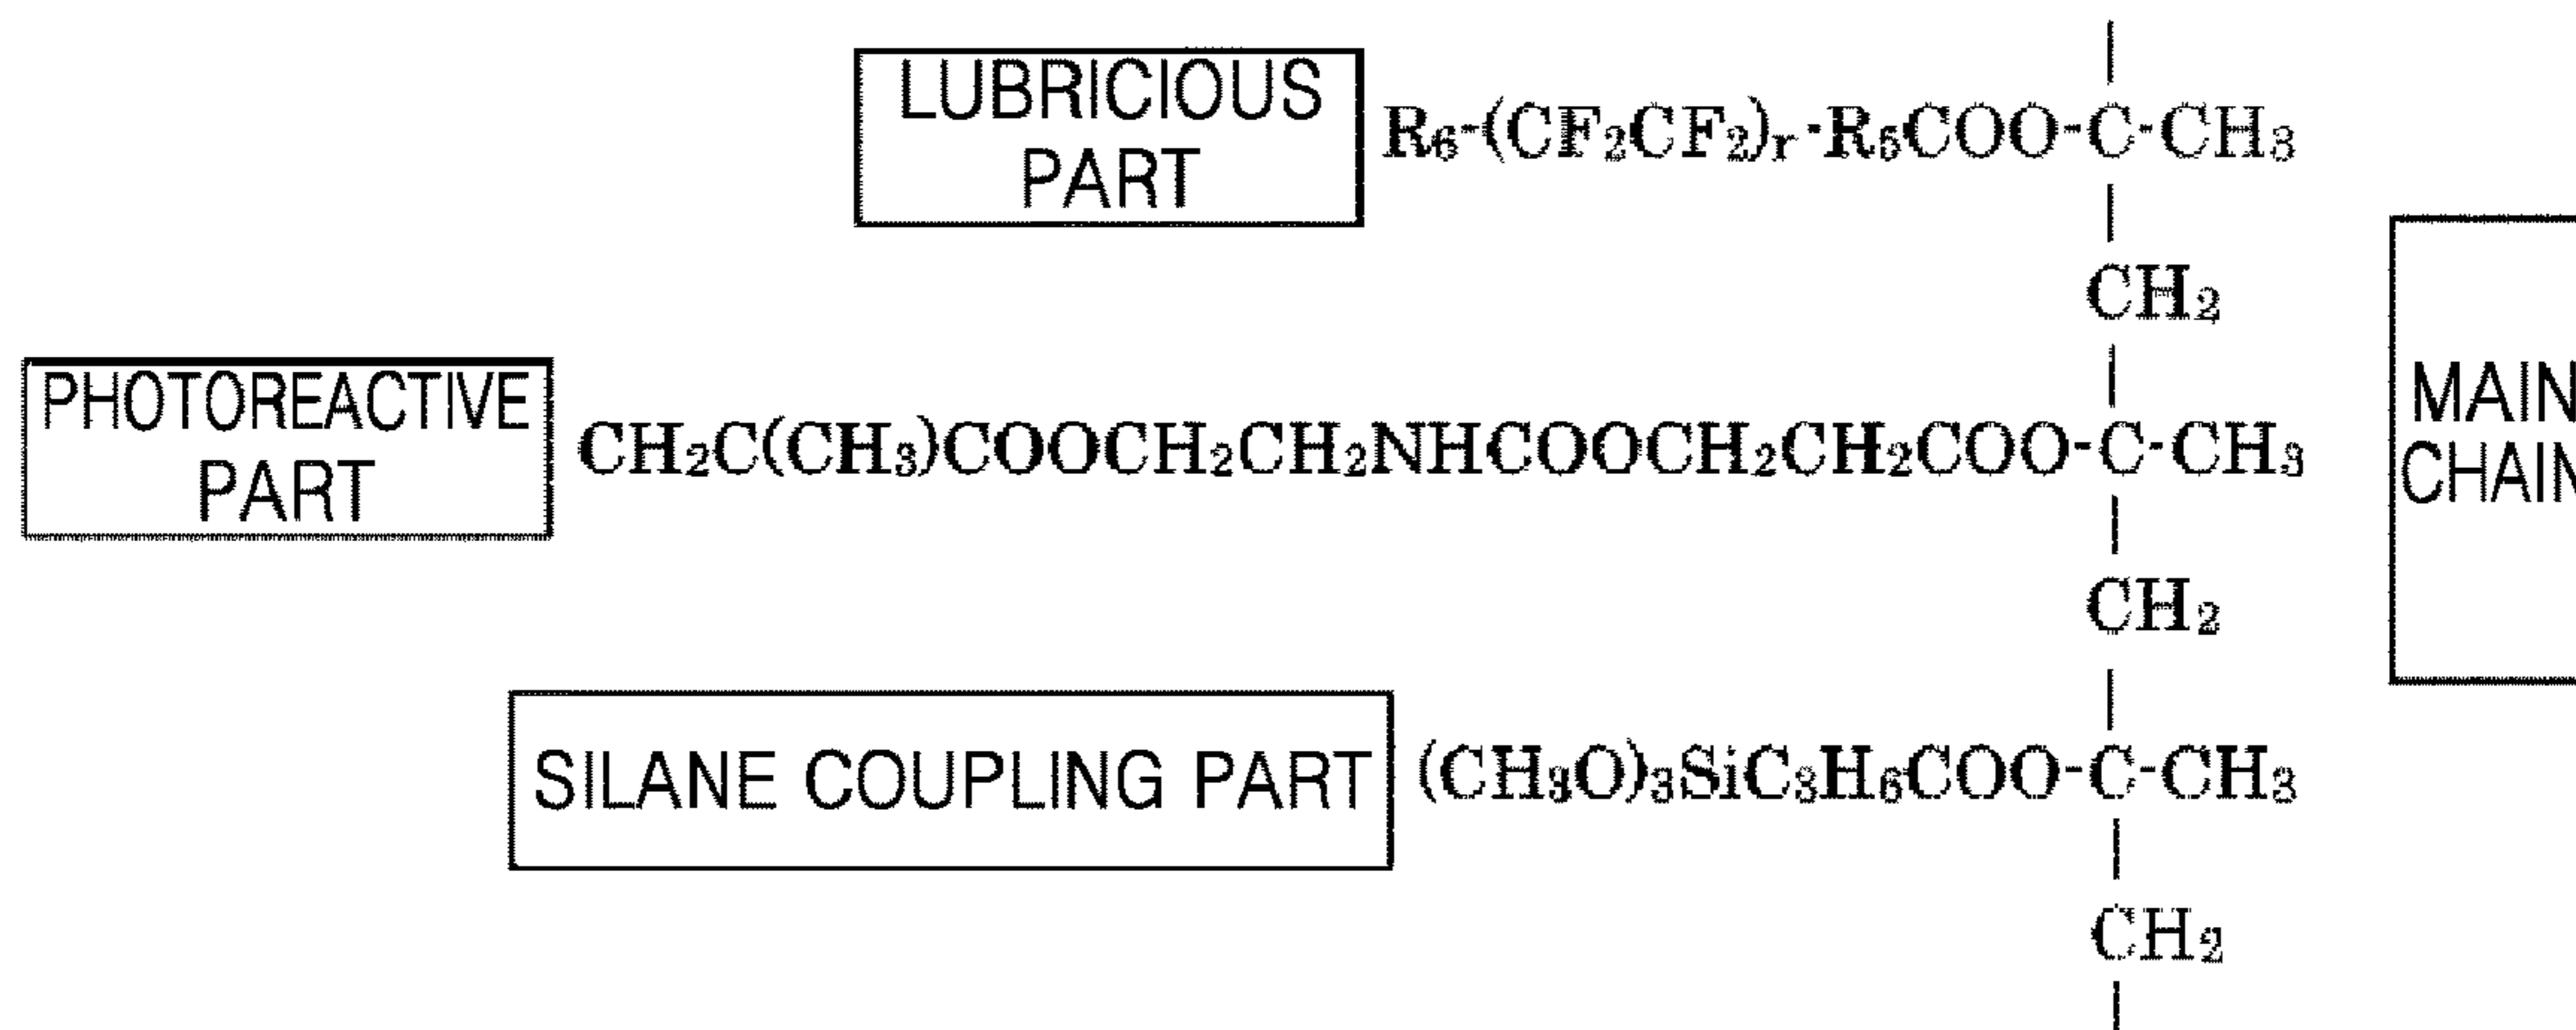 LUBRICIOUS
PART
R₆-(CF₂CF₂)r-R₅COO-C-CH₃
CH₂
PHOTOREACTIVE
PART
CH₂C(CH₃)COOCH₂CH₂NHCOOCH₂CH₂COO-C-CH₃
MAIN
CHAIN
CH₂
SILANE COUPLING PART
(CH₃O)₃SiC₃H₆COO-C-CH₃
CH₂